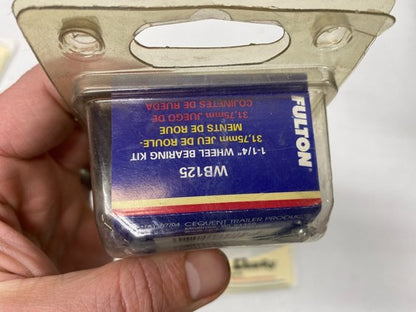 FULTON
WB125
1-1/4" WHEEL BEARING KIT
31,75mm JEU DE ROULE-
MENTS DE ROUE
31,75mm JUEGO DE
COJINETES DE RUEDA
CEQUENT TRAILER PRODUC